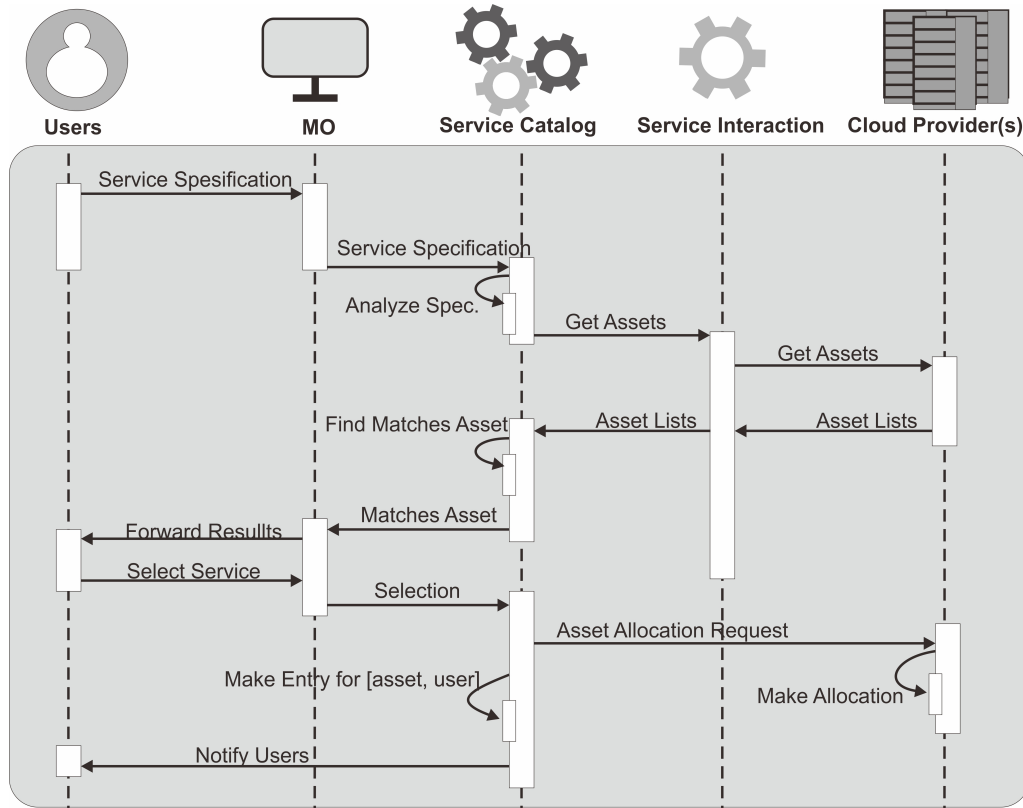 Users
MO
Service Catalog
Service Interaction
Cloud Provider(s)
Service Spesification
Service Specification
Analyze Spec.
Get Assets
Get Assets
Find Matches Asset
Asset Lists
Asset Lists
Matches Asset
Forward Resullts
Select Service
Selection
Asset Allocation Request
Make Entry for [asset, user]
Make Allocation
Notify Users